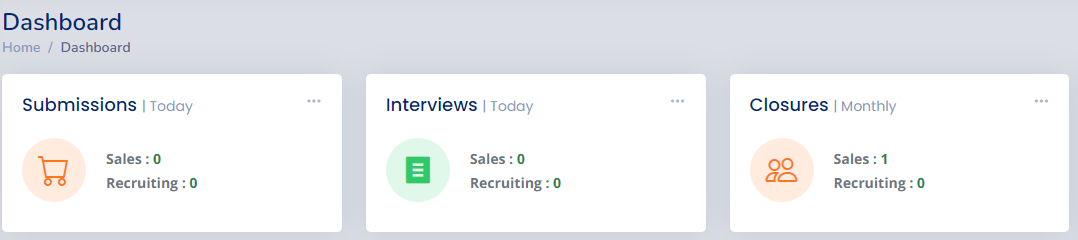 Dashboard
Home / Dashboard
Submissions | Today
Sales : 0
Recruiting : 0
Interviews | Today
Sales : 0
Recruiting : 0
Closures | Monthly
Sales : 1
Recruiting : 0